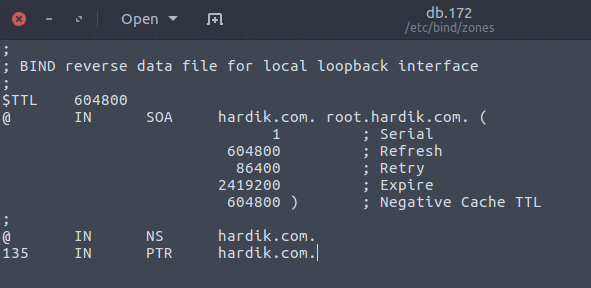 Open db.172
/etc/bind/zones
;
; BIND reverse data file for local loopback interface
;
$TTL 604800
@ IN SOA hardik.com. root.hardik.com. (
1 ; Serial
604800 ; Refresh
86400 ; Retry
2419200 ; Expire
604800 ) ; Negative Cache TTL
;
@ IN NS hardik.com.
135 IN PTR hardik.com.